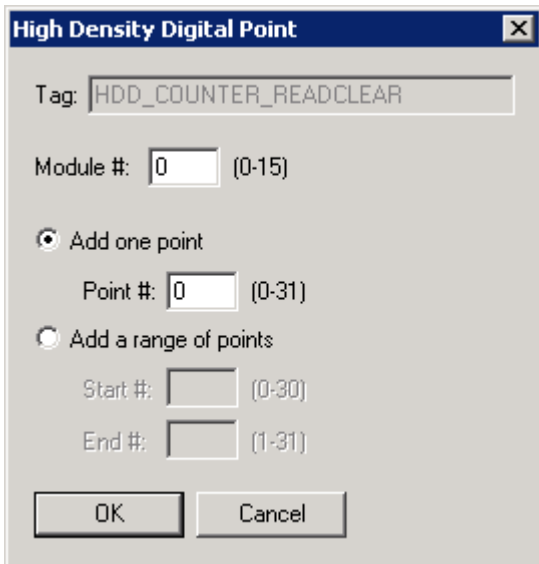 High Density Digital Point
Tag: HDD_COUNTER_READCLEAR
Module #: 0 (0-15)
Add one point
Point #: 0 (0-31)
Add a range of points
Start #: (0-30)
End #: (1-31)
OK Cancel